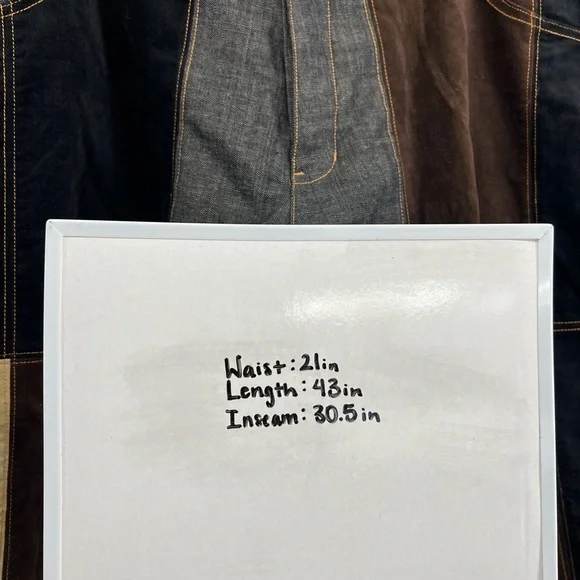 Waist: 21in
Length: 43in
Inseam: 30.5in